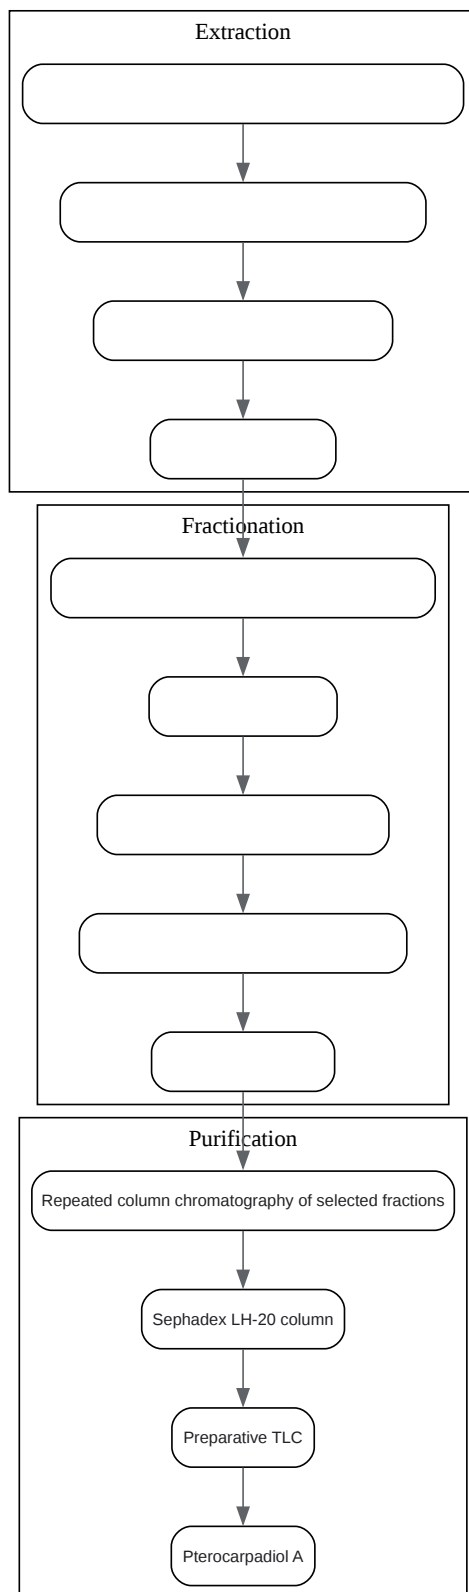 Extraction
Fractionation
Purification
Repeated column chromatography of selected fractions
Sephadex LH-20 column
Preparative TLC
Pterocarpadiol A